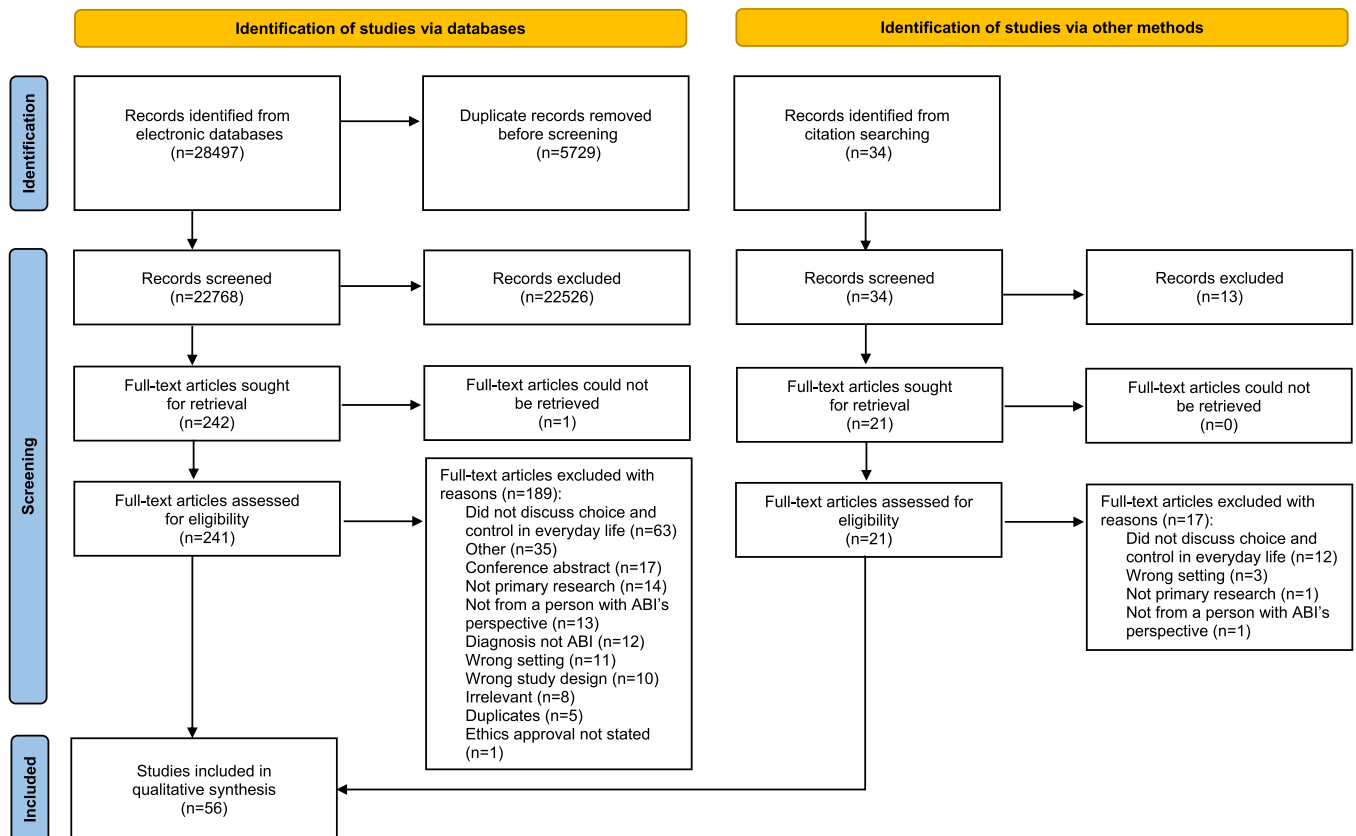 Identification of studies via databases
Identification of studies via other methods
Identification
Records identified from
electronic databases
(n=28497)
Duplicate records removed
before screening
(n=5729)
Records identified from
citation searching
(n=34)
Screening
Records screened
(n=22768)
Records excluded
(n=22526)
Records screened
(n=34)
Records excluded
(n=13)
Full-text articles sought
for retrieval
(n=242)
Full-text articles could not
be retrieved
(n=1)
Full-text articles sought
for retrieval
(n=21)
Full-text articles could not
be retrieved
(n=0)
Full-text articles assessed
for eligibility
(n=241)
Full-text articles excluded with
reasons (n=189):
Did not discuss choice and
control in everyday life (n=63)
Other (n=35)
Conference abstract (n=17)
Not primary research (n=14)
Not from a person with ABI’s
perspective (n=13)
Diagnosis not ABI (n=12)
Wrong setting (n=11)
Wrong study design (n=10)
Irrelevant (n=8)
Duplicates (n=5)
Ethics approval not stated
(n=1)
Full-text articles assessed for
eligibility
(n=21)
Full-text articles excluded with
reasons (n=17):
Did not discuss choice and
control in everyday life (n=12)
Wrong setting (n=3)
Not primary research (n=1)
Not from a person with ABI’s
perspective (n=1)
Included
Studies included in
qualitative synthesis
(n=56)